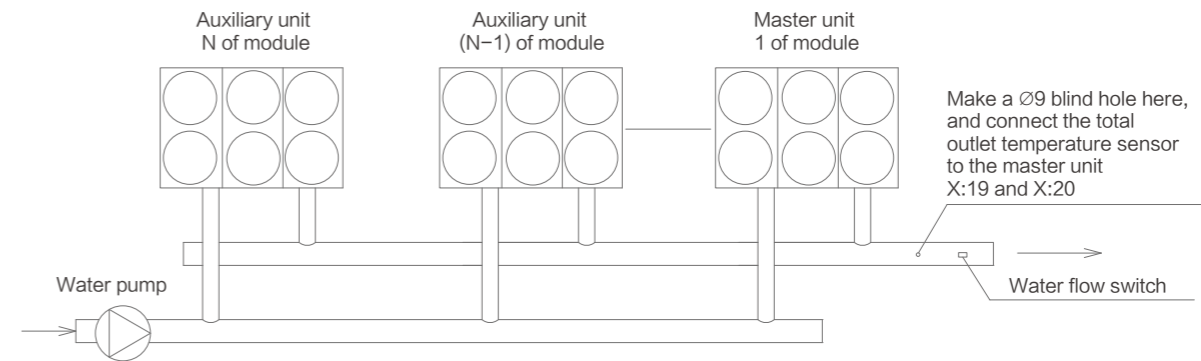 Auxiliary unit
N of module
Auxiliary unit
(N−1) of module
Master unit
1 of module
Make a ∅9 blind hole here,
and connect the total
outlet temperature sensor
to the master unit
X:19 and X:20
Water pump
Water flow switch